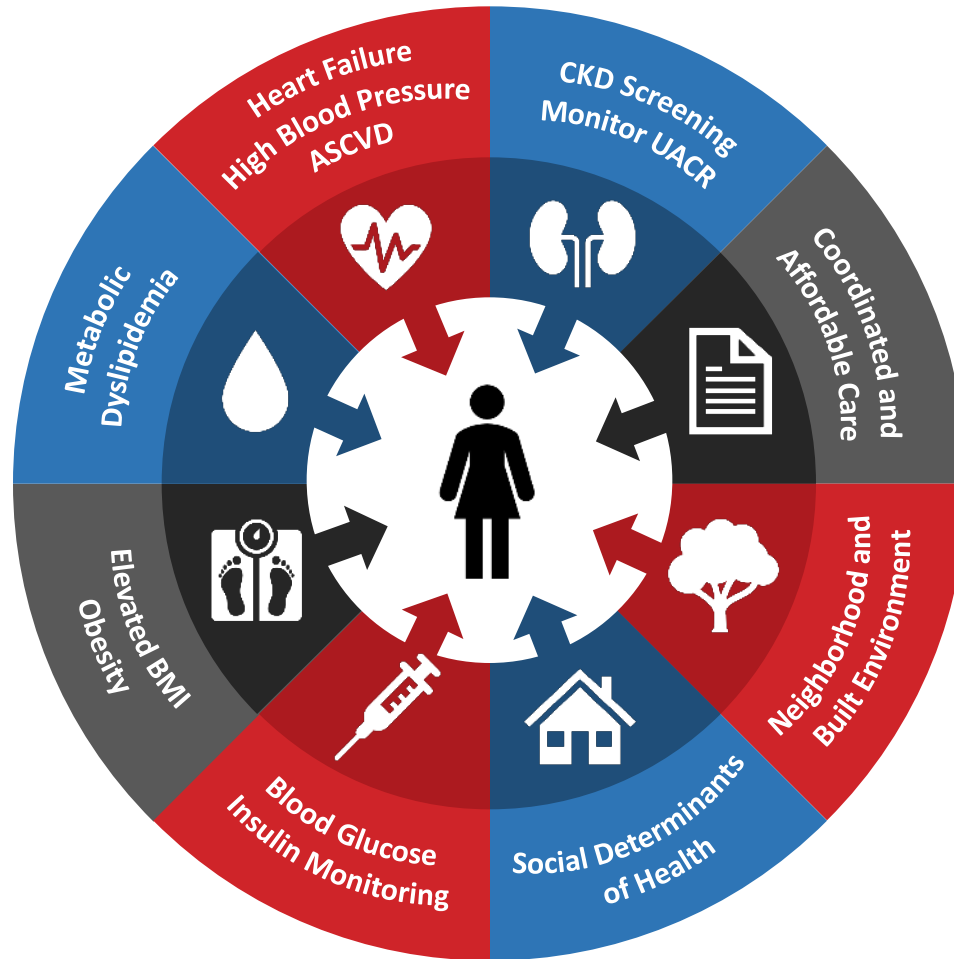 Heart Failure
High Blood Pressure
ASCVD
CKD Screening
Monitor UACR
Coordinated and
Affordable Care
Neighborhood and
Built Environment
Social Determinants
of Health
Blood Glucose
Insulin Monitoring
Elevated BMI
Obesity
Metabolic
Dyslipidemia